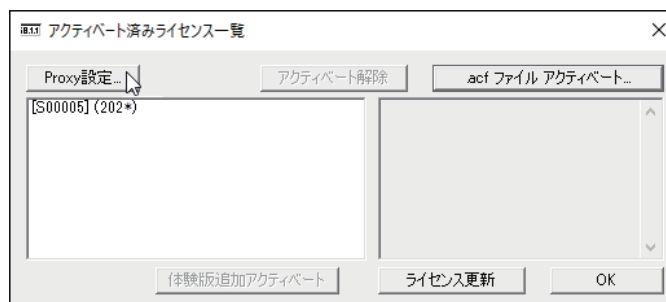 アクティベート済みライセンス一覧
Proxy設定...
アクティベート解除
.acf ファイル アクティベート...
[S00005] (202*)
体験版追加アクティベート
ライセンス更新
OK